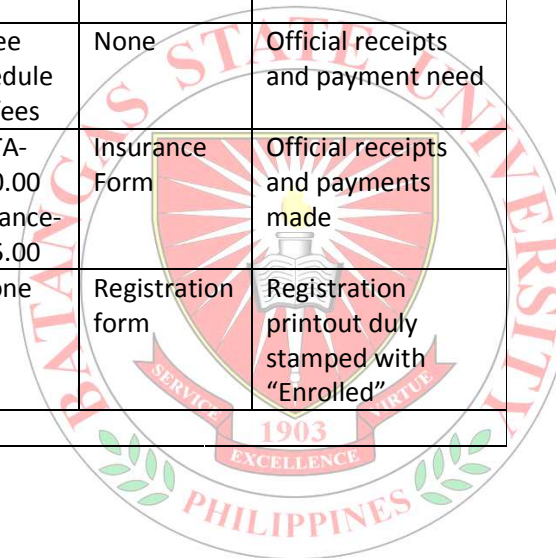 ee
edule
ees
None
Official receipts
and payment need
TA-
0.00
ance-
5.00
Insurance
Form
Official receipts
and payments
made
one
Registration
form
Registration
printout duly
stamped with
“Enrolled”
BATANGAS STATE UNIVERSITY
SERVICE
VIRTUE
1903
EXCELLENCE
PHILIPPINES